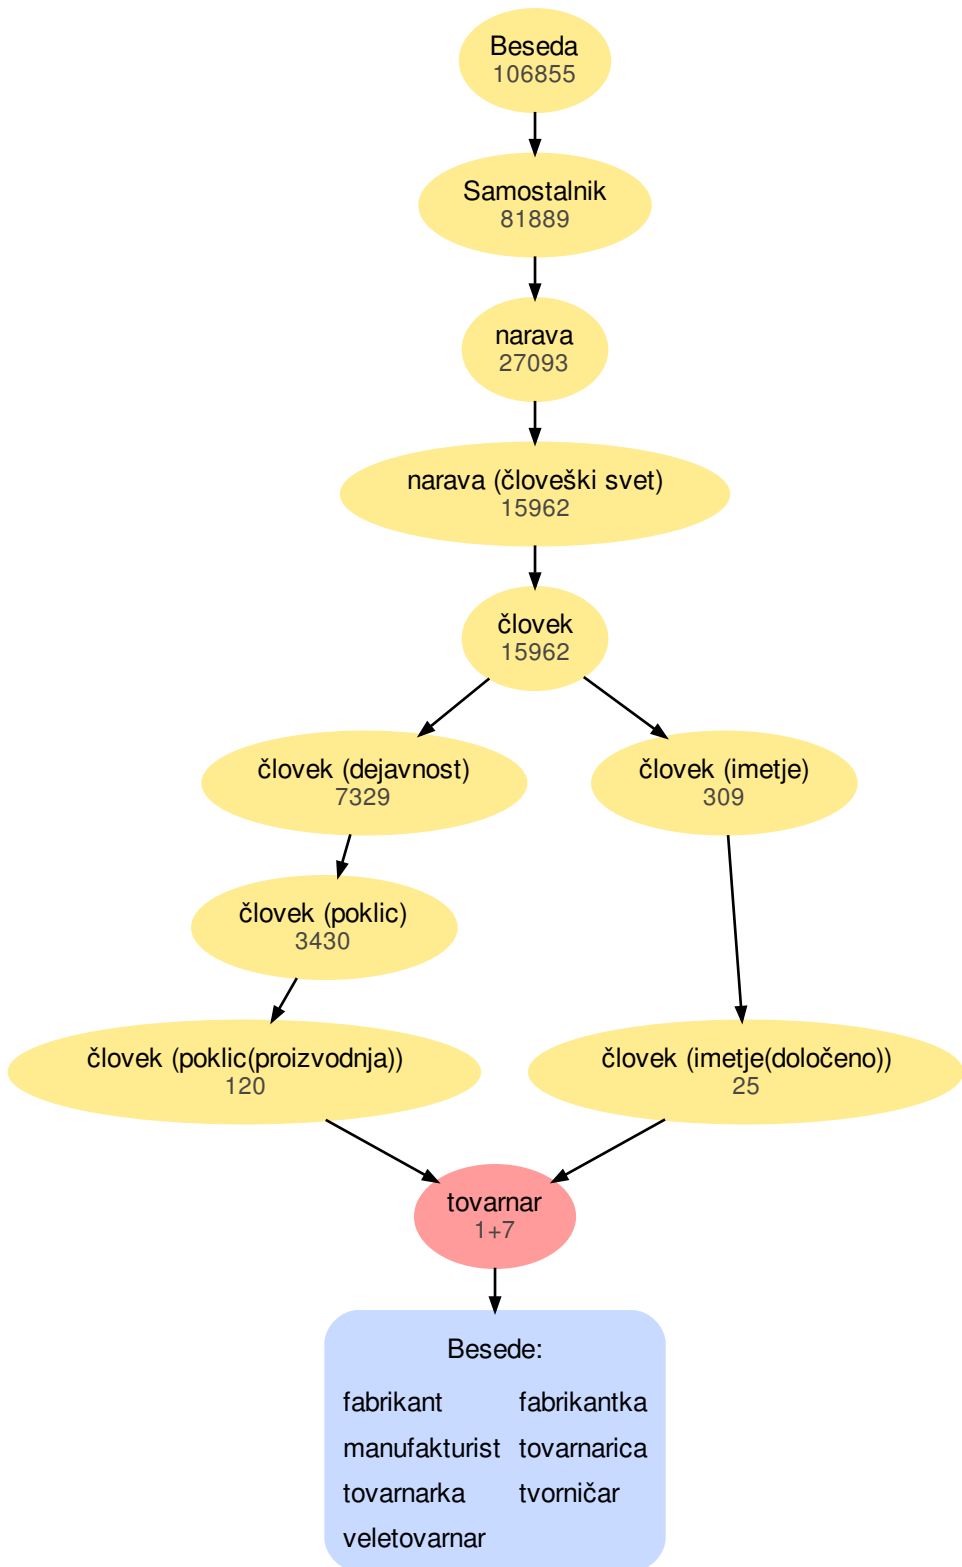 Beseda
106855
Samostalnik
81889
narava
27093
narava (človeški svet)
15962
človek
15962
človek (dejavnost)
7329
človek (imetje)
309
človek (poklic)
3430
človek (poklic(proizvodnja))
120
človek (imetje(določeno))
25
tovarnar
1+7
Besede:
fabrikant fabrikantka
manufakturist tovarnarica
tovarnarka tvorničar
veletovarnar